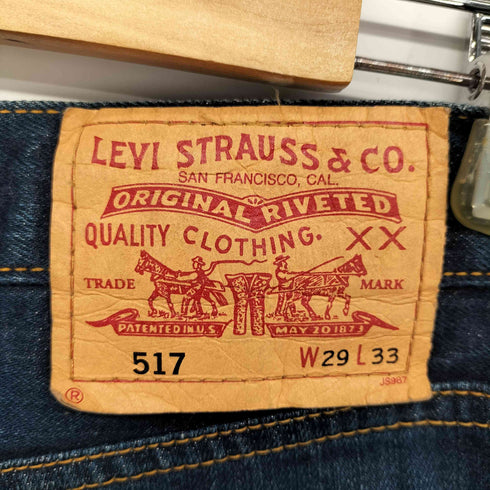 LEVI STRAUSS & CO.
SAN FRANCISCO, CAL.
ORIGINAL RIVETED
QUALITY CLOTHING. XX
TRADE MARK
PATENTED IN U.S. MAY 20 1873
517 W29 L33
® JS967